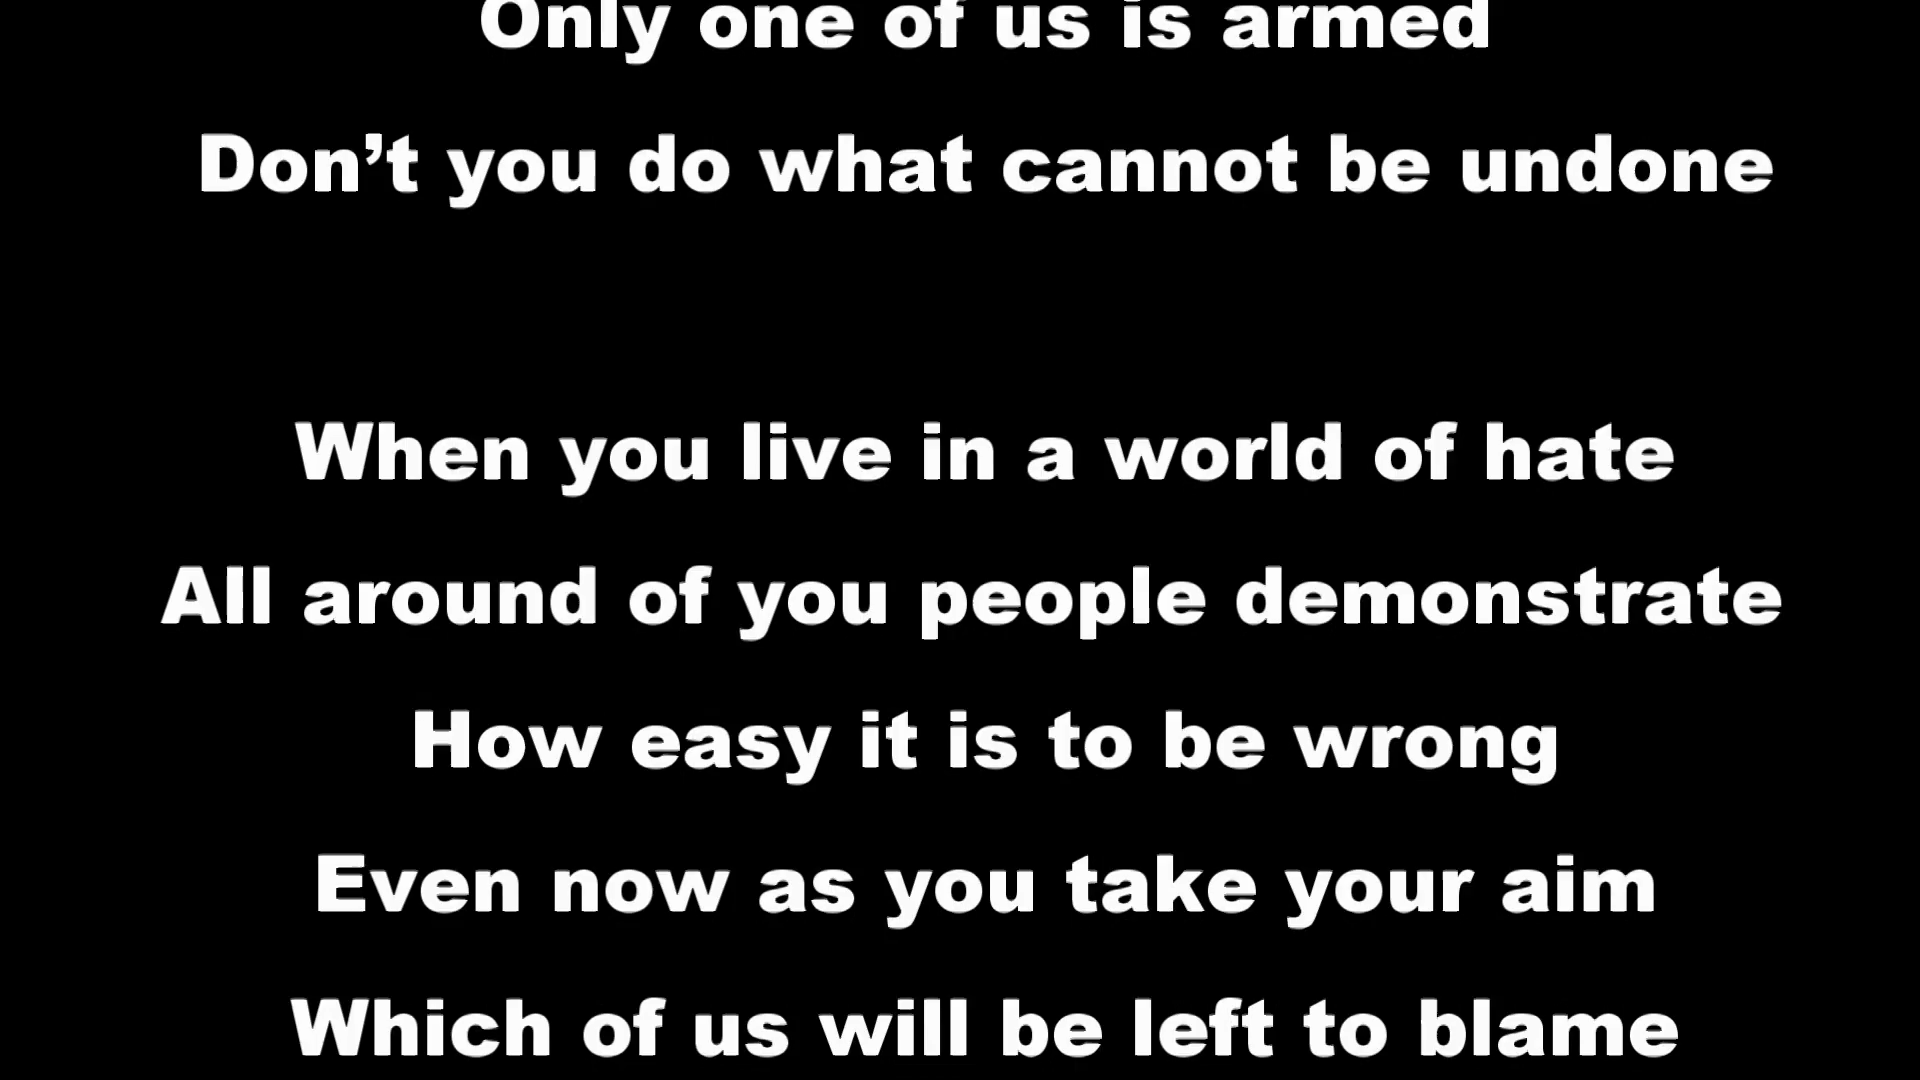 Only one of us is armed
Don’t you do what cannot be undone
When you live in a world of hate
All around of you people demonstrate
How easy it is to be wrong
Even now as you take your aim
Which of us will be left to blame